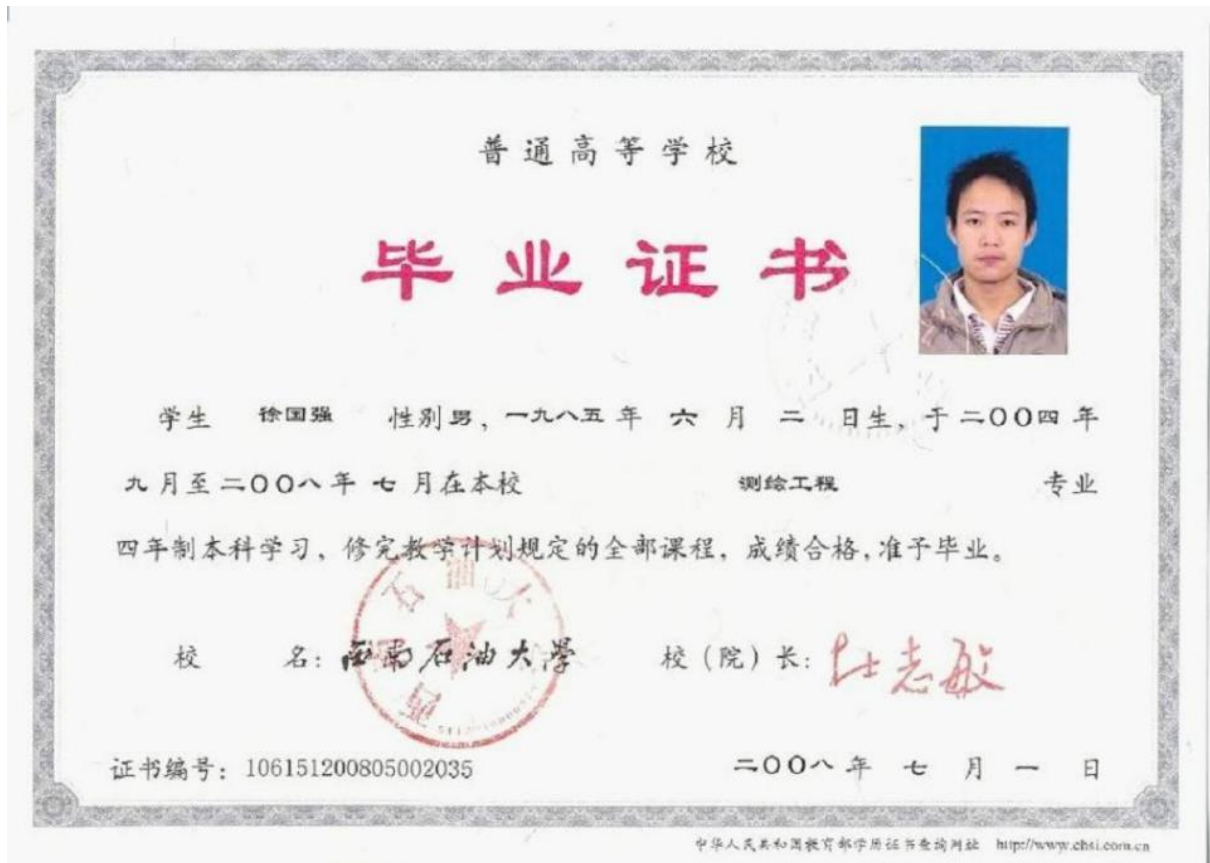 普通高等学校
毕业证书
学生 徐国强 性别男，一九八五年 六 月 二 日生，于二〇〇四年
九月至二〇〇八年 七 月在本校 测绘工程 专业
四年制本科学习，修完教学计划规定的全部课程，成绩合格，准予毕业。
校 名：西南石油大学 校（院）长：杜志敏
证书编号：106151200805002035 二〇〇八年 七 月 一 日
中华人民共和国教育部学历证书查询网址 http://www.chsi.com.cn